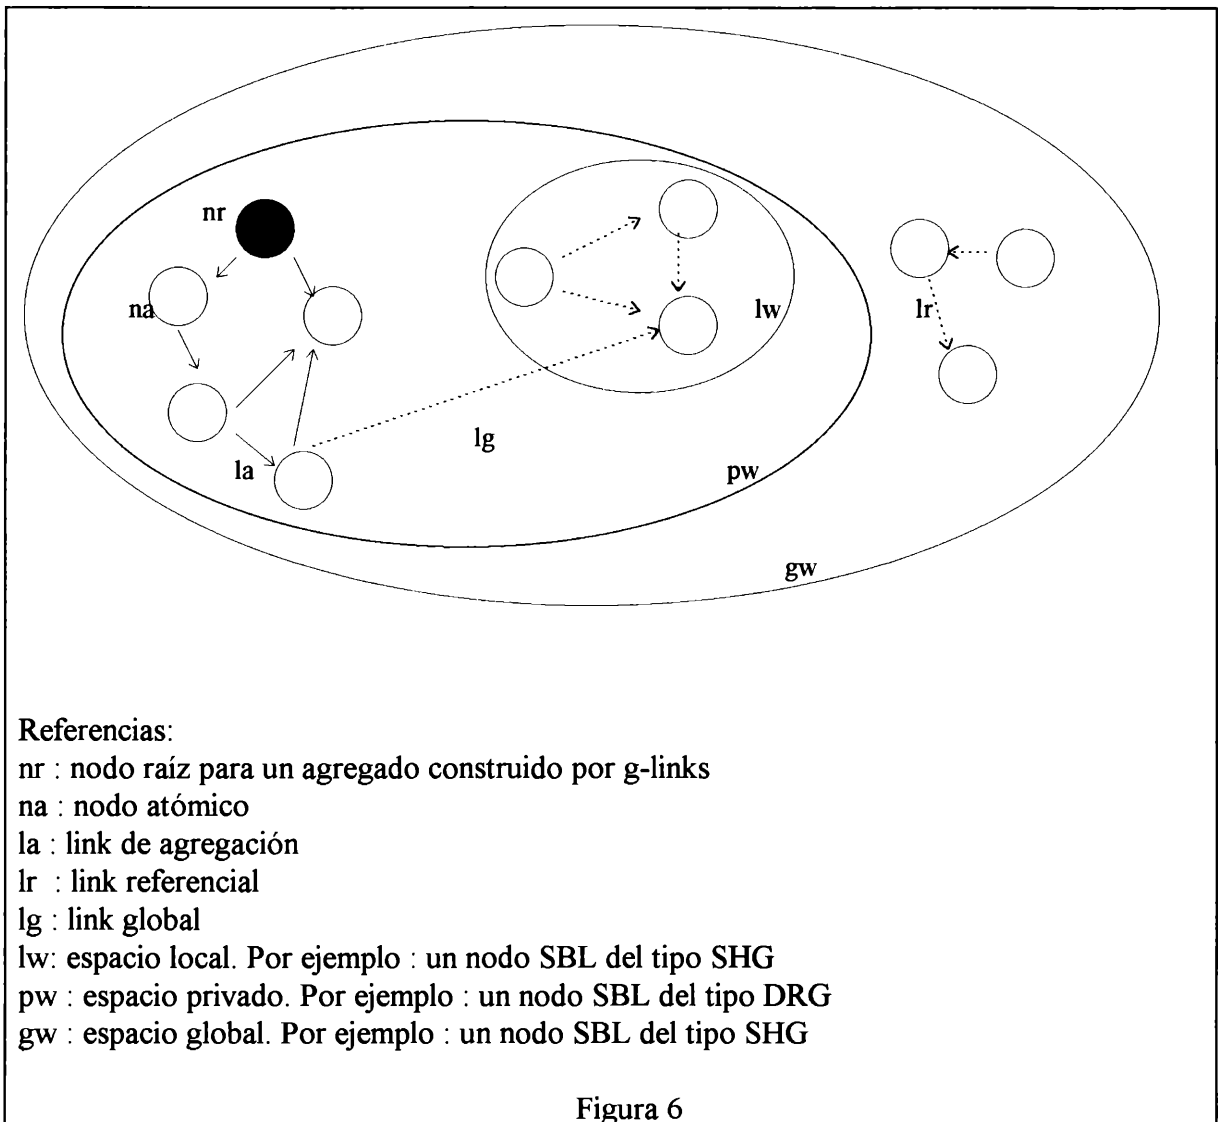 nr
na
lw
lr
lg
la
pw
gw
Referencias:
nr : nodo raíz para un agregado construido por g-links
na : nodo atómico
la : link de agregación
lr : link referencial
lg : link global
lw: espacio local. Por ejemplo : un nodo SBL del tipo SHG
pw : espacio privado. Por ejemplo : un nodo SBL del tipo DRG
gw : espacio global. Por ejemplo : un nodo SBL del tipo SHG
Figura 6